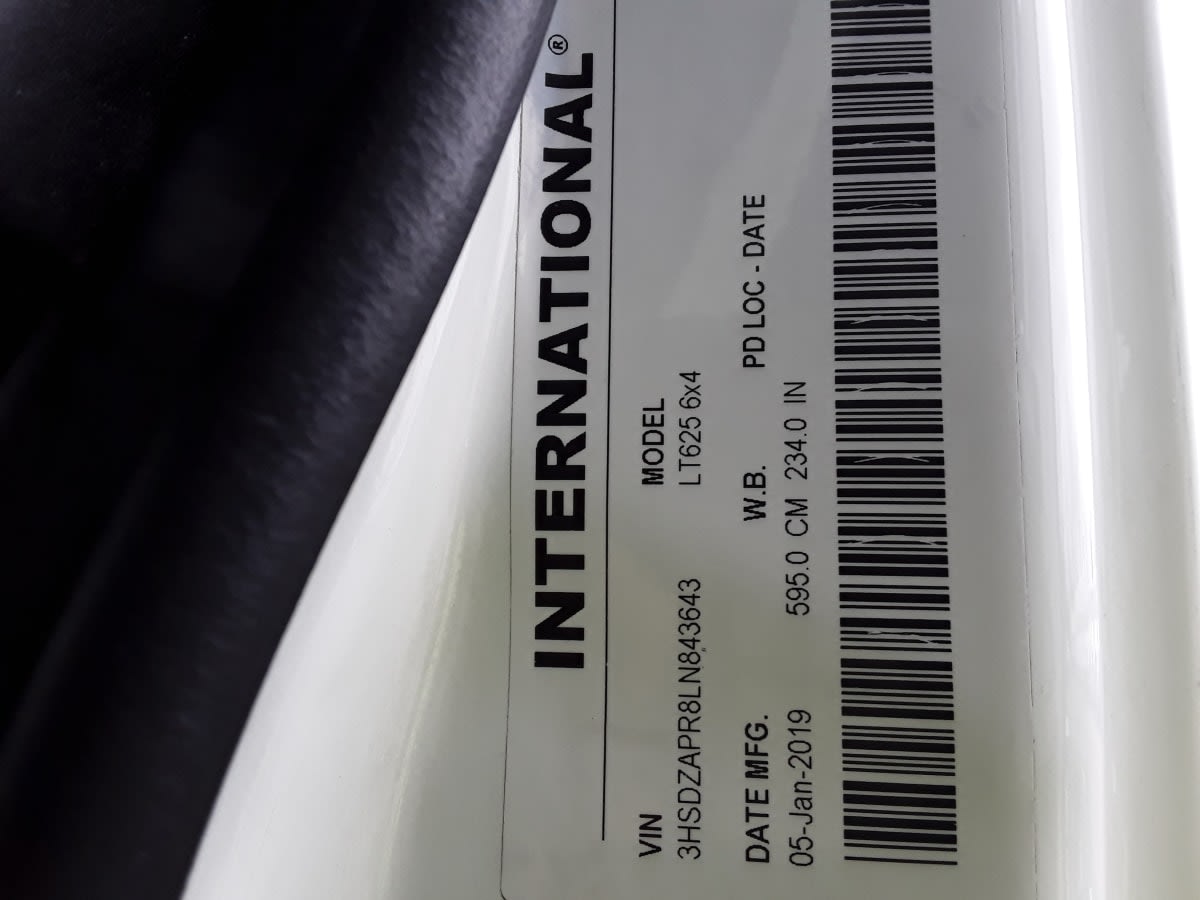 INTERNATIONAL®
VIN MODEL
3HSDZAPR8LN843643 LT625 6x4
DATE MFG. W.B. PD LOC - DATE
05-Jan-2019 595.0 CM 234.0 IN